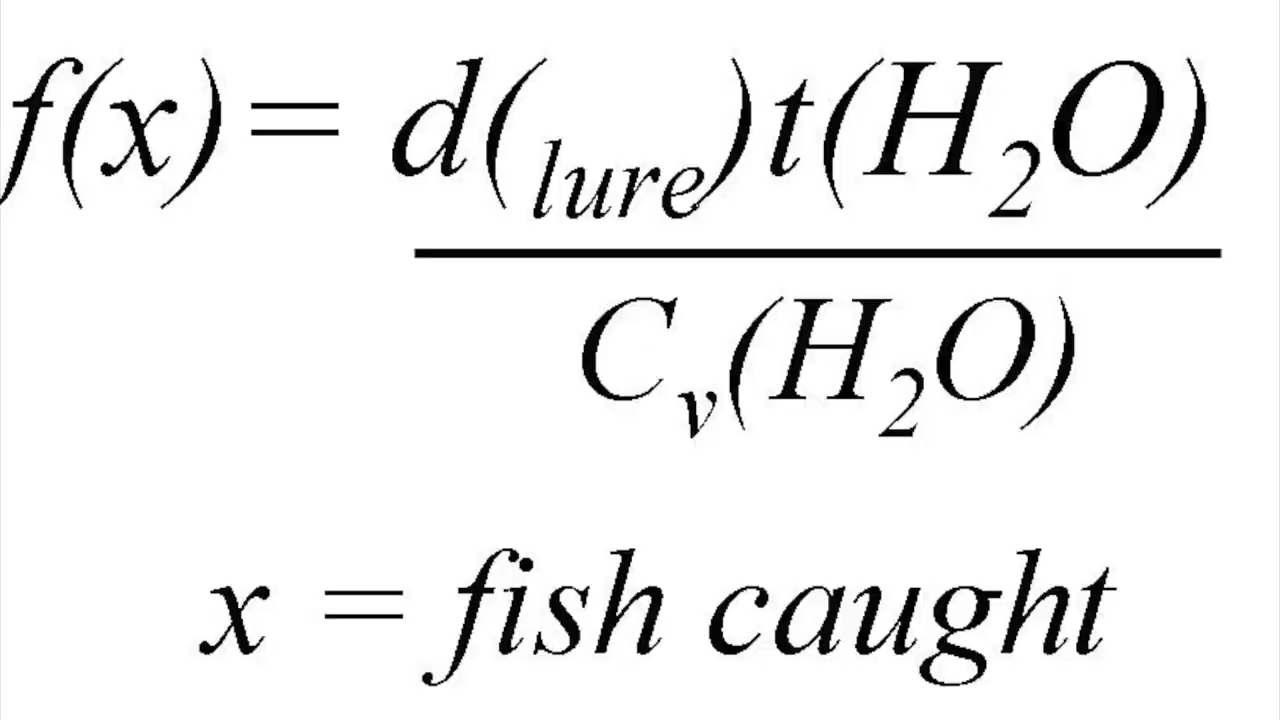 f(x) = d(lure)t(H₂O)
Cᵥ(H₂O)
x = fish caught